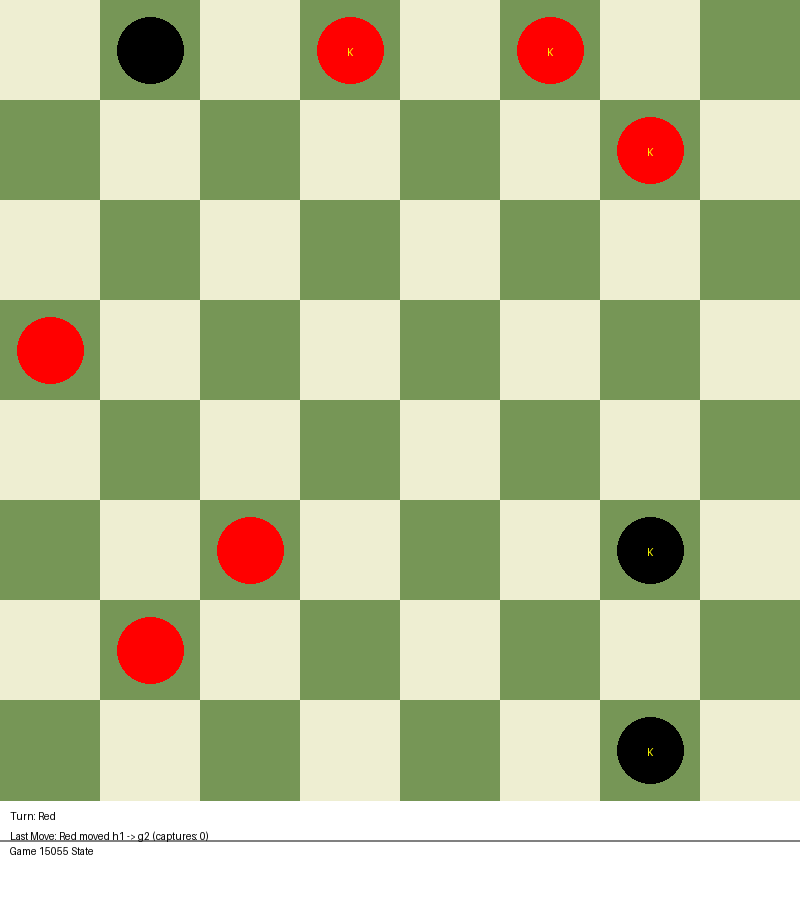 K K
K
K
K
Turn: Red
Last Move: Red moved h1 -> g2 (captures: 0)
Game 15055 State